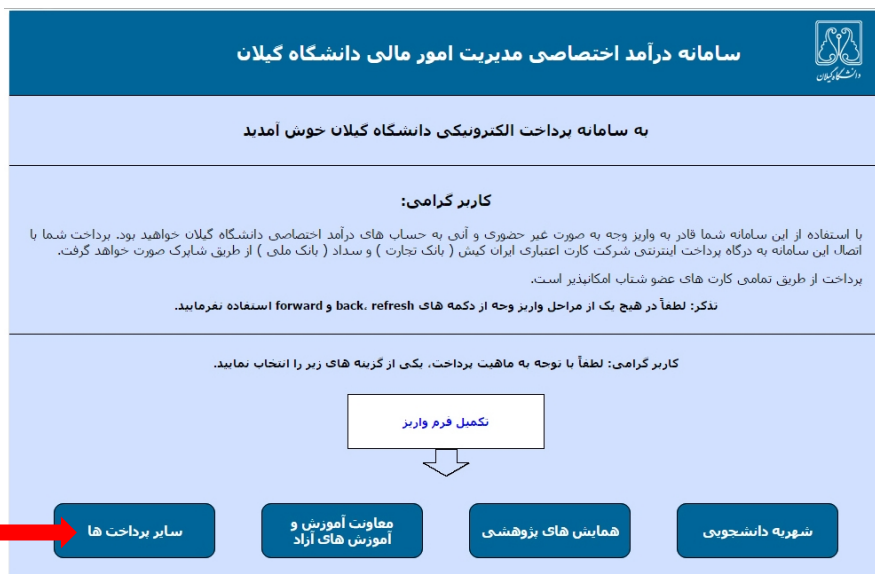 سامانه درآمد اختصاصی مدیریت امور مالی دانشگاه گیلان
دانشگاه گیلان
به سامانه پرداخت الکترونیکی دانشگاه گیلان خوش آمدید
کاربر گرامی:
با استفاده از این سامانه شما قادر به واریز وجه به صورت غیر حضوری و آنی به حساب های درآمد اختصاصی دانشگاه گیلان خواهید بود. پرداخت شما با
اتصال این سامانه به درگاه پرداخت اینترنتی شرکت کارت اعتباری ایران کیش ( بانک تجارت ) و سداد ( بانک ملی ) از طریق شاپرک صورت خواهد گرفت.
پرداخت از طریق تمامی کارت های عضو شتاب امکانپذیر است.
تذکر: لطفاً در هیچ یک از مراحل واریز وجه از دکمه های back، refresh و forward استفاده نفرمایید.
کاربر گرامی: لطفاً با توجه به ماهیت پرداخت، یکی از گزینه های زیر را انتخاب نمایید.
تکمیل فرم واریز
شهریه دانشجویی
همایش های پژوهشی
معاونت آموزش و
آموزش های آزاد
سایر پرداخت ها